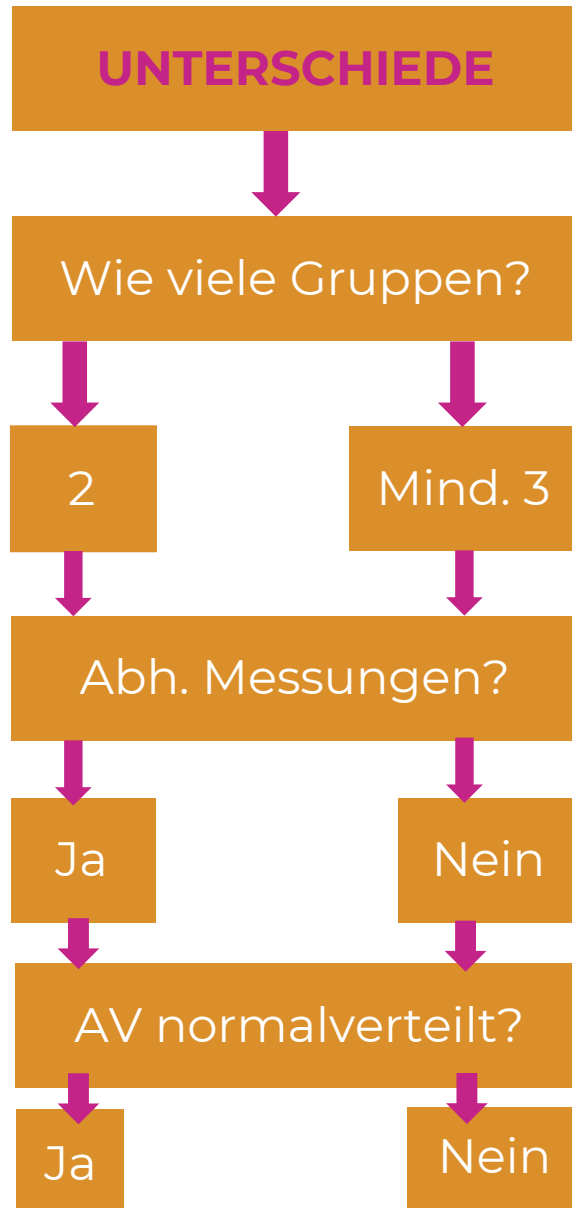 UNTERSCHIEDE
Wie viele Gruppen?
2
Mind. 3
Abh. Messungen?
Ja
Nein
AV normalverteilt?
Ja
Nein